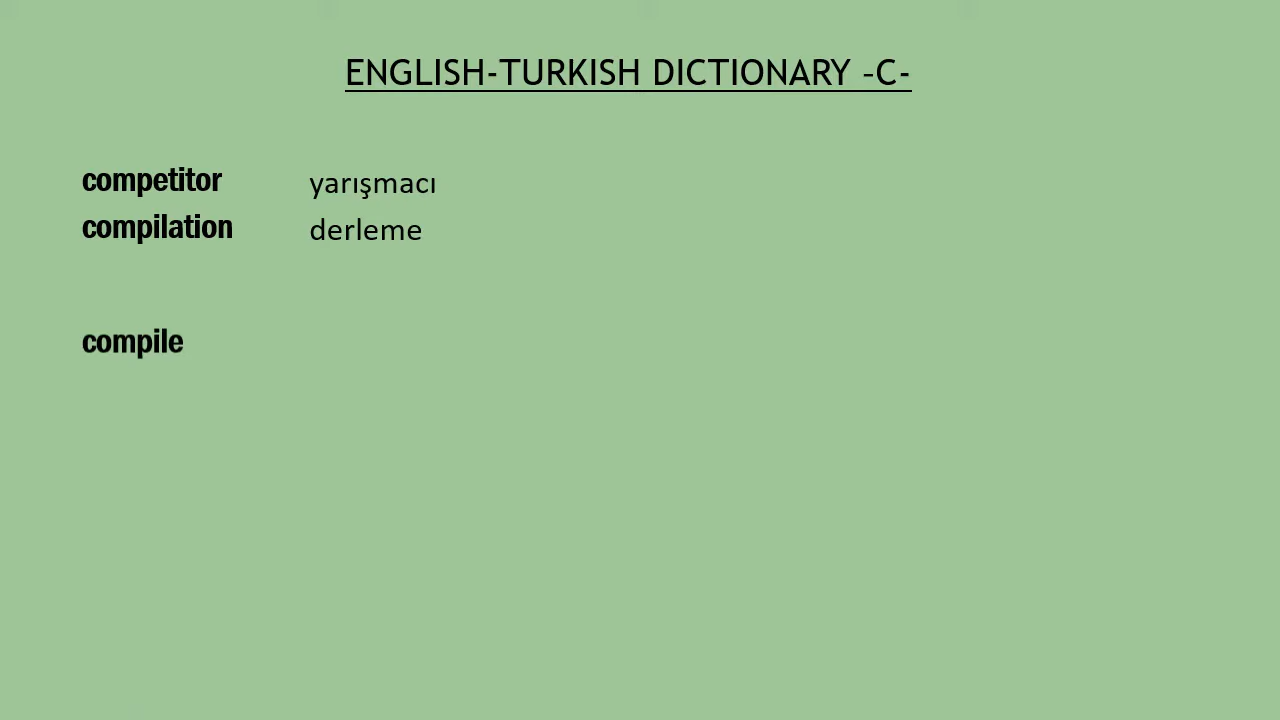 ENGLISH-TURKISH DICTIONARY –C-
competitor yarışmacı
compilation derleme
compile